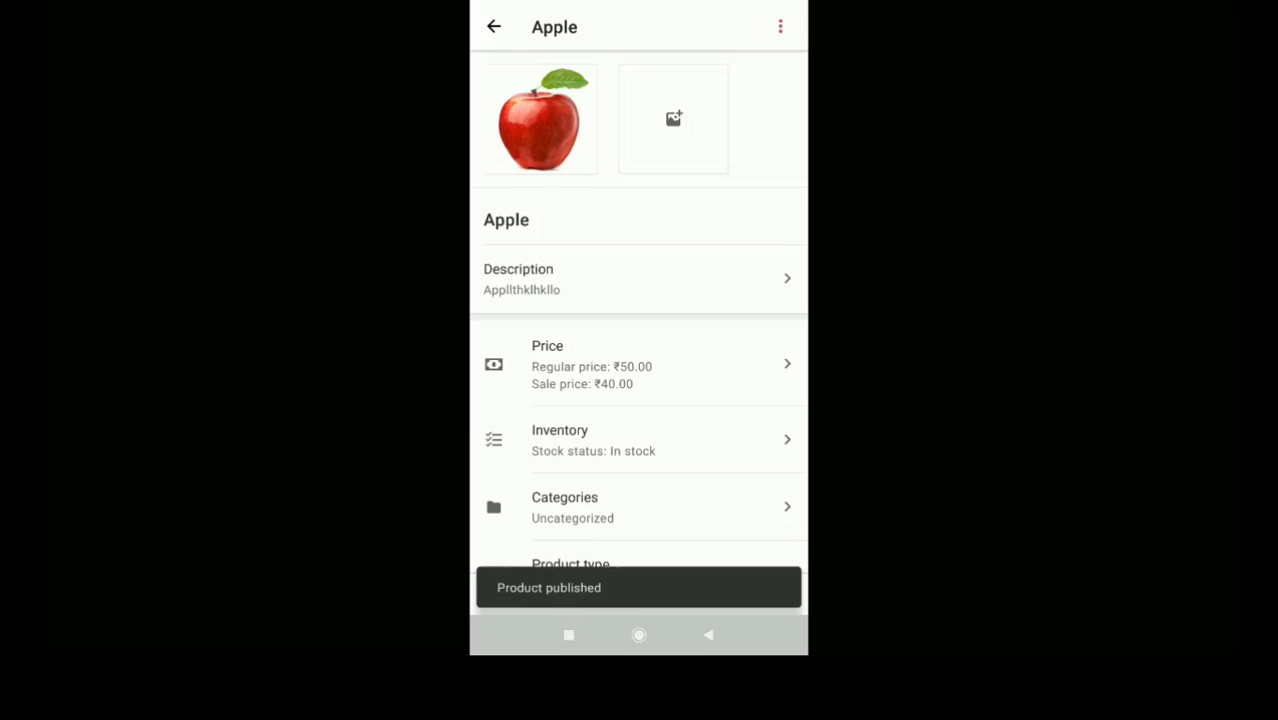 Apple
Apple
Description
Appllthklhkllo
Price
Regular price: ₹50.00
Sale price: ₹40.00
Inventory
Stock status: In stock
Categories
Uncategorized
Product type
Product published